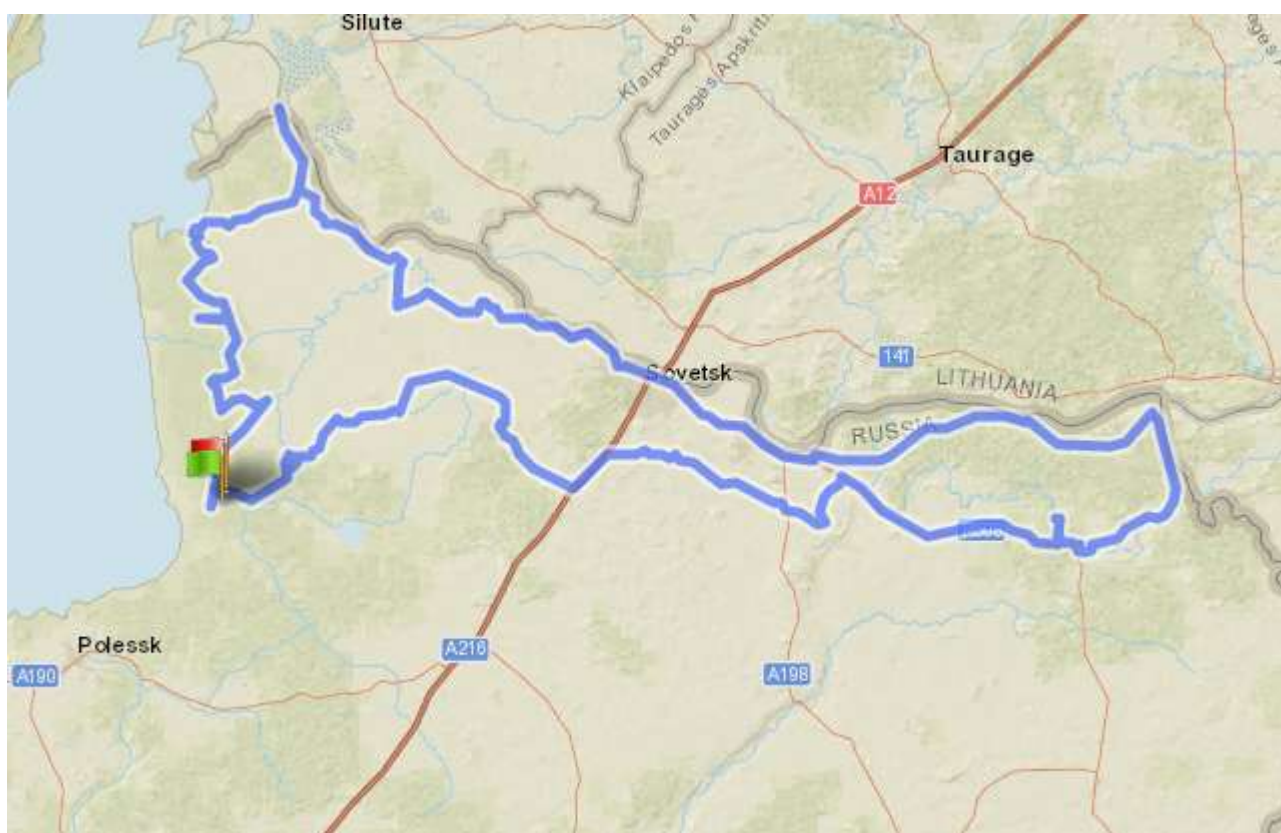 Silute
Klaipedos
Taurages Apskritis
Taurage
A12
Sovetsk
141
LITHUANIA
RUSSIA
Polessk
A216
A190
A198